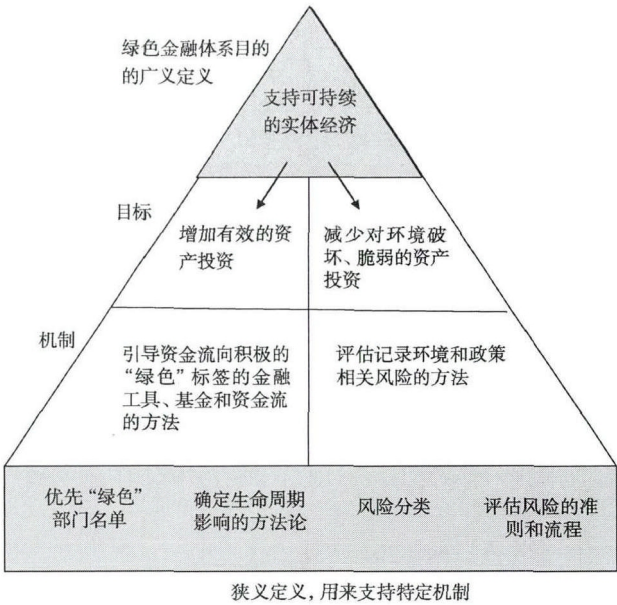 绿色金融体系目的
的广义定义
支持可持续
的实体经济
目标
增加有效的资
产投资
减少对环境破
坏、脆弱的资产
投资
机制
引导资金流向积极的
“绿色”标签的金融
工具、基金和资金流
的方法
评估记录环境和政策
相关风险的方法
优先“绿色”
部门名单
确定生命周期
影响的方法论
风险分类
评估风险的准
则和流程
狭义定义，用来支持特定机制